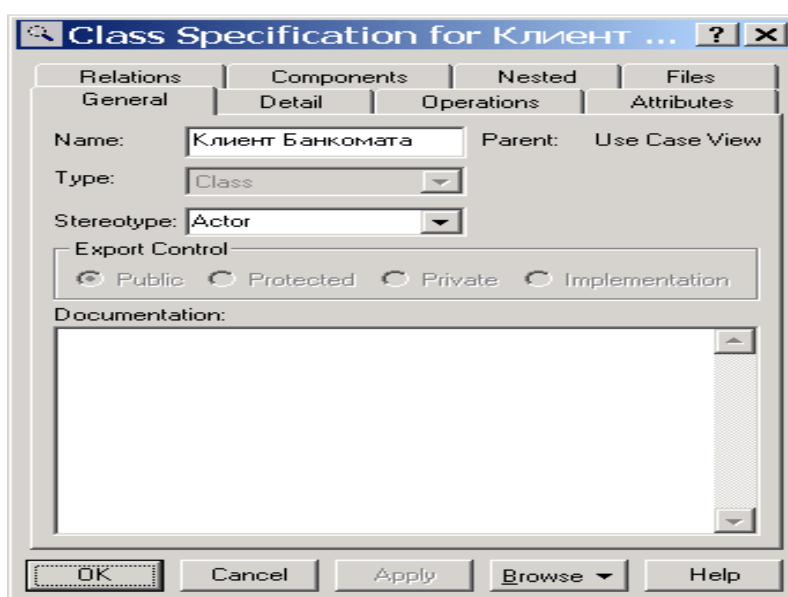 Class Specification for Клиент ...
Relations Components Nested Files
General Detail Operations Attributes
Name: Клиент Банкомата Parent: Use Case View
Type: Class
Stereotype: Actor
Export Control
Public Protected Private Implementation
Documentation:
OK Cancel Apply Browse Help